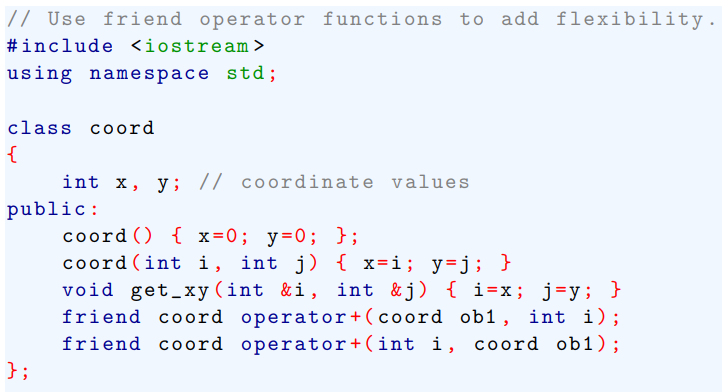 // Use friend operator functions to add flexibility.
#include <iostream>
using namespace std;

class coord
{
    int x, y; // coordinate values
public:
    coord() { x=0; y=0; };
    coord(int i, int j) { x=i; y=j; }
    void get_xy(int &i, int &j) { i=x; j=y; }
    friend coord operator+(coord ob1, int i);
    friend coord operator+(int i, coord ob1);
};